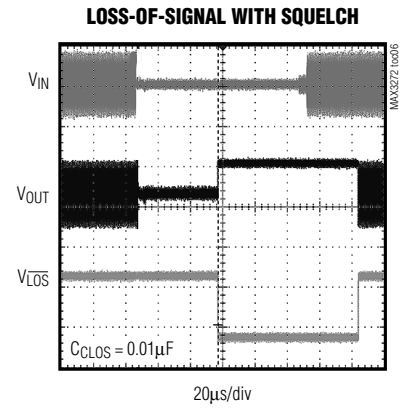 LOSS-OF-SIGNAL WITH SQUELCH
MAX3272 toc06
VIN
VOUT
VLOS
CCLOS = 0.01μF
20μs/div